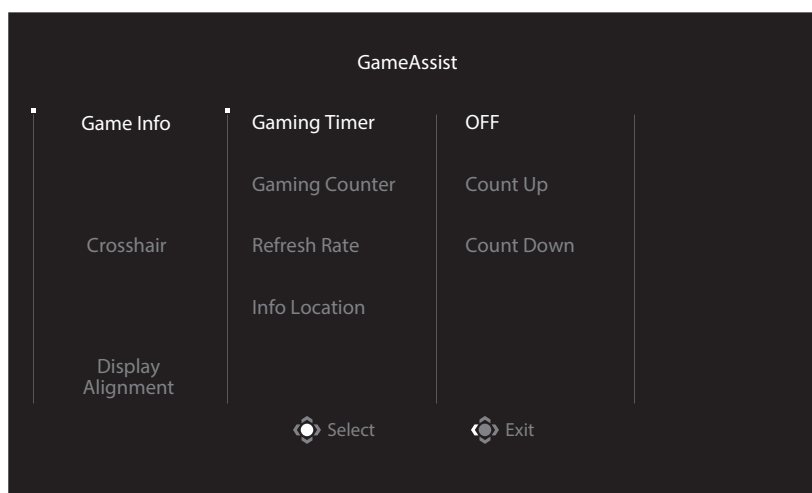 GameAssist
Game Info
Gaming Timer
OFF
Gaming Counter
Count Up
Crosshair
Refresh Rate
Count Down
Info Location
Display
Alignment
Select
Exit